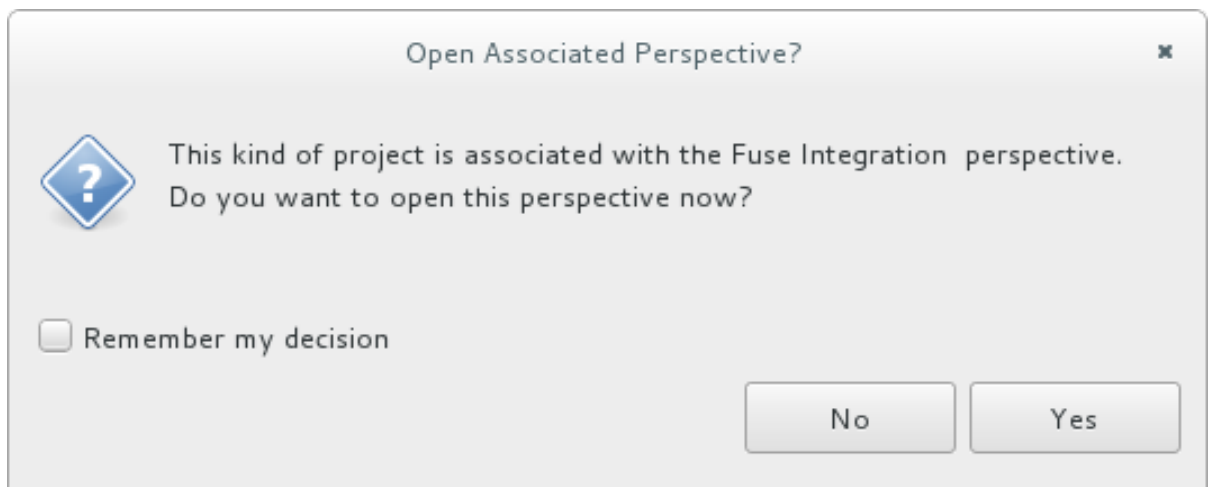 Open Associated Perspective?
This kind of project is associated with the Fuse Integration  perspective.
Do you want to open this perspective now?
Remember my decision
No
Yes